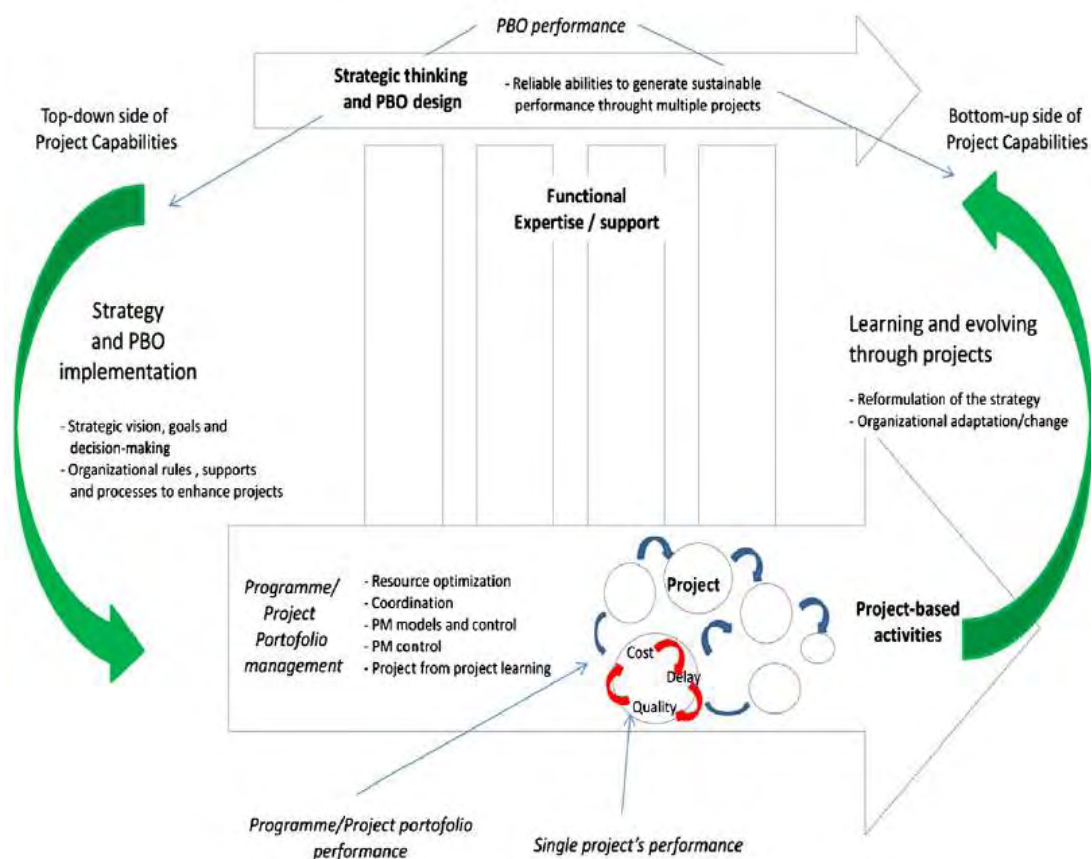 PBO performance
Strategic thinking
and PBO design
- Reliable abilities to generate sustainable
performance throught multiple projects
Top-down side of
Project Capabilities
Bottom-up side of
Project Capabilities
Functional
Expertise / support
Strategy
and PBO
implementation
- Strategic vision, goals and
decision-making
- Organizational rules , supports
and processes to enhance projects
Learning and evolving
through projects
- Reformulation of the strategy
- Organizational adaptation/change
Programme/
Project
Portofolio
management
- Resource optimization
- Coordination
- PM models and control
- PM control
- Project from project learning
Project
Cost
Delay
Quality
Project-based
activities
Programme/Project portofolio
performance
Single project's performance